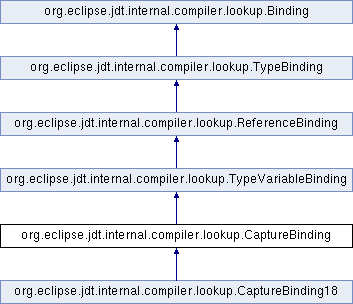 org.eclipse.jdt.internal.compiler.lookup.Binding
org.eclipse.jdt.internal.compiler.lookup.TypeBinding
org.eclipse.jdt.internal.compiler.lookup.ReferenceBinding
org.eclipse.jdt.internal.compiler.lookup.TypeVariableBinding
org.eclipse.jdt.internal.compiler.lookup.CaptureBinding
org.eclipse.jdt.internal.compiler.lookup.CaptureBinding18